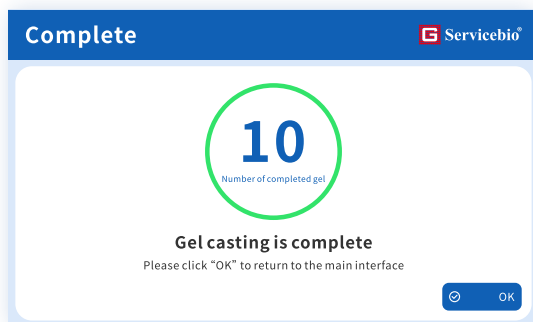 Complete
G Servicebio®
10
Number of completed gel
Gel casting is complete
Please click “OK” to return to the main interface
OK